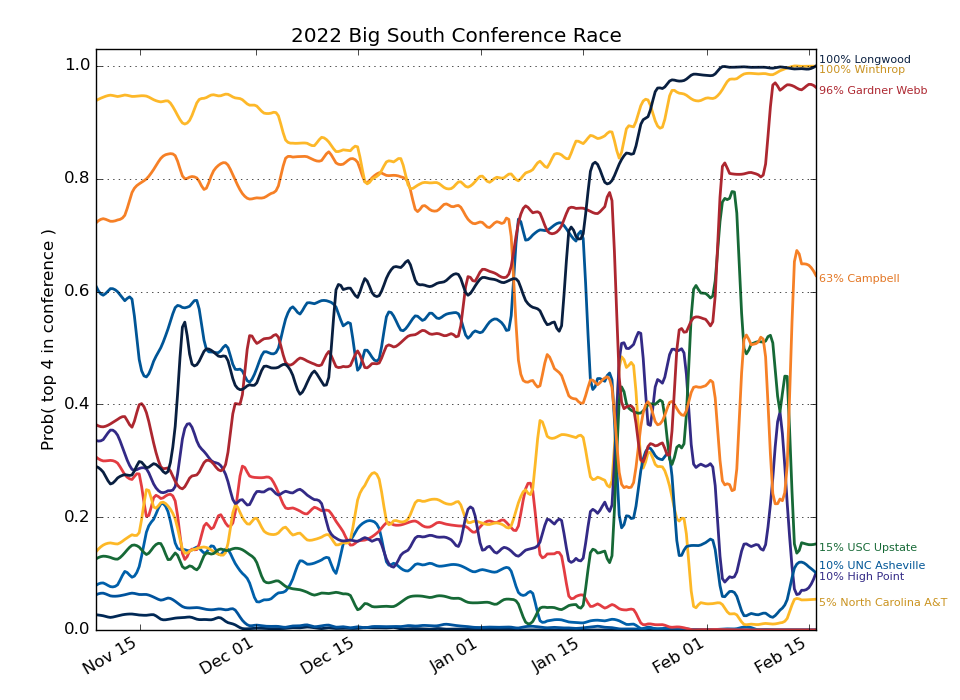 2022 Big South Conference Race
Prob( top 4 in conference )
1.0
0.8
0.6
0.4
0.2
0.0
Nov 15
Dec 01
Dec 15
Jan 01
Jan 15
Feb 01
Feb 15
100% Longwood
100% Winthrop
96% Gardner Webb
63% Campbell
15% USC Upstate
10% UNC Asheville
10% High Point
5% North Carolina A&T